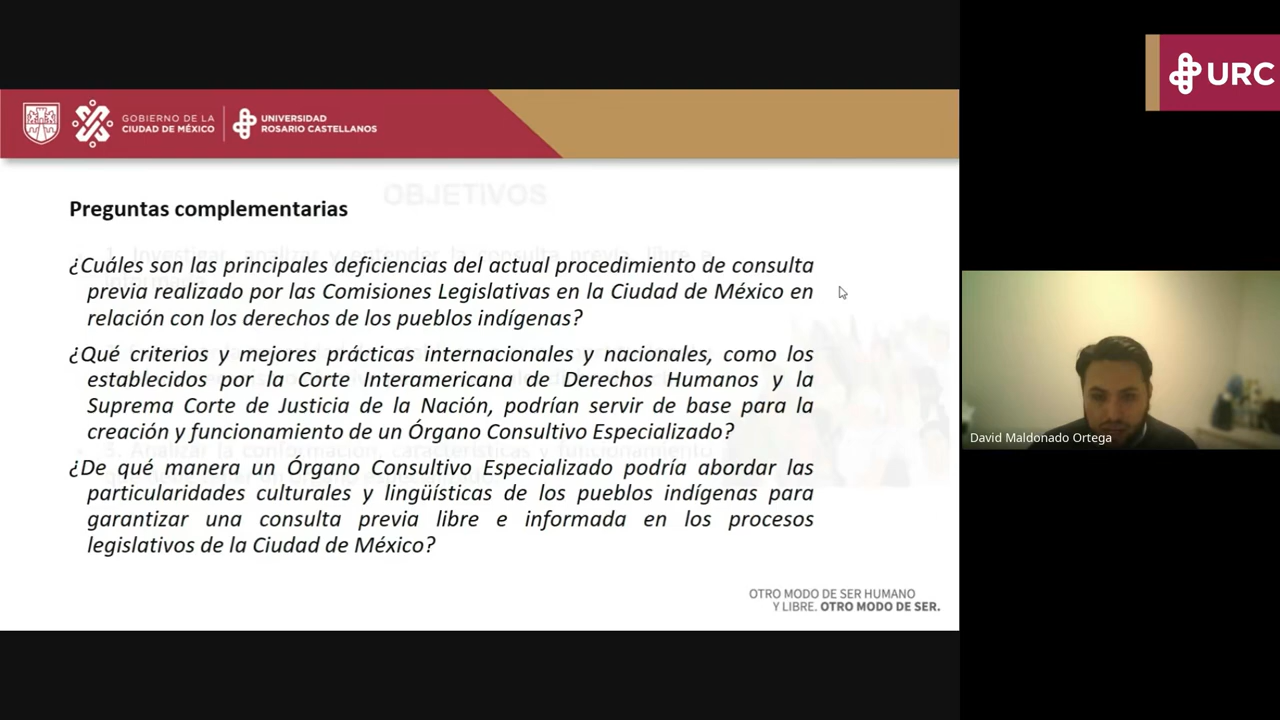 GOBIERNO DE LA
CIUDAD DE MÉXICO
UNIVERSIDAD
ROSARIO CASTELLANOS
URC
OBJETIVOS
Preguntas complementarias
¿Cuáles son las principales deficiencias del actual procedimiento de consulta
previa realizado por las Comisiones Legislativas en la Ciudad de México en
relación con los derechos de los pueblos indígenas?
¿Qué criterios y mejores prácticas internacionales y nacionales, como los
establecidos por la Corte Interamericana de Derechos Humanos y la
Suprema Corte de Justicia de la Nación, podrían servir de base para la
creación y funcionamiento de un Órgano Consultivo Especializado?
¿De qué manera un Órgano Consultivo Especializado podría abordar las
particularidades culturales y lingüísticas de los pueblos indígenas para
garantizar una consulta previa libre e informada en los procesos
legislativos de la Ciudad de México?
OTRO MODO DE SER HUMANO
Y LIBRE. OTRO MODO DE SER.
David Maldonado Ortega